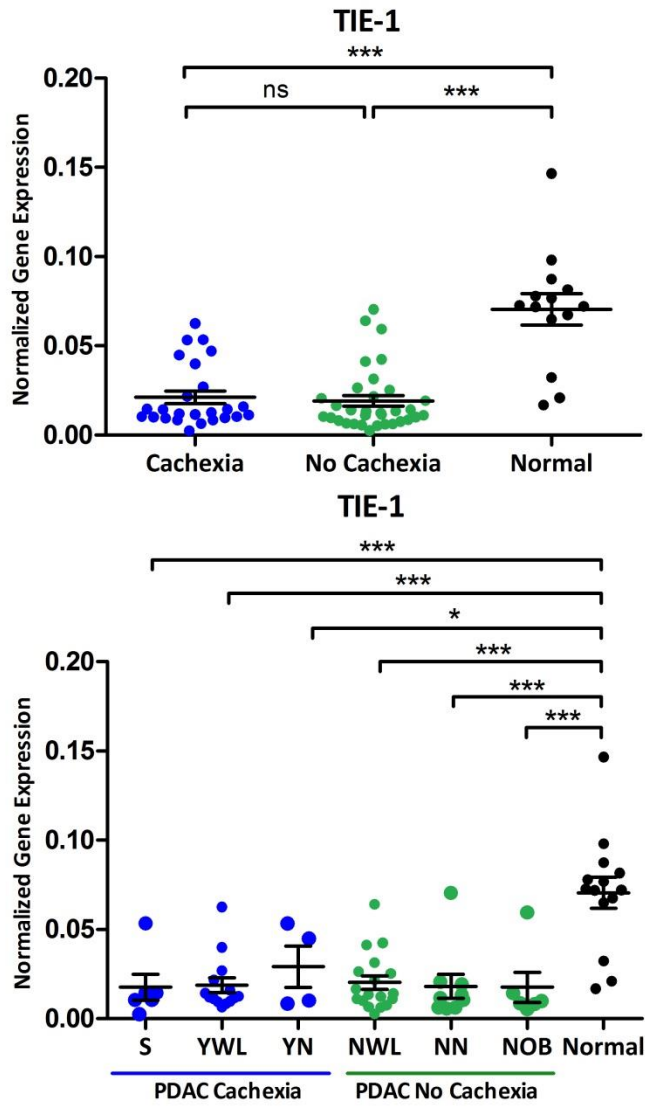 TIE-1
***
ns
***
Normalized Gene Expression
0.20
0.15
0.10
0.05
0.00
Cachexia No Cachexia Normal
TIE-1
***
***
*
***
***
***
Normalized Gene Expression
0.20
0.15
0.10
0.05
0.00
S YWL YN NWL NN NOB Normal
PDAC Cachexia PDAC No Cachexia